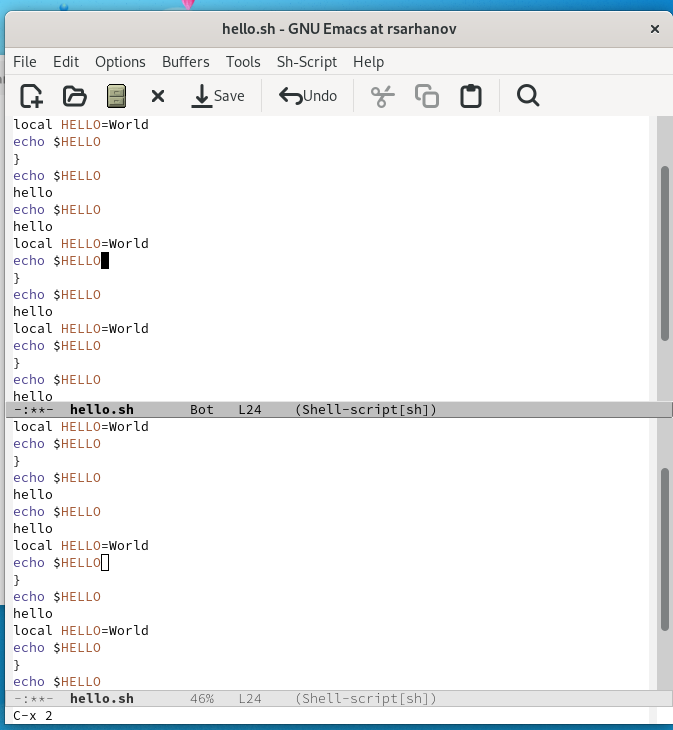 hello.sh - GNU Emacs at rsarhanov
File Edit Options Buffers Tools Sh-Script Help
Save Undo
local HELLO=World
echo $HELLO
}
echo $HELLO
hello
echo $HELLO
hello
local HELLO=World
echo $HELLO
}
echo $HELLO
hello
local HELLO=World
echo $HELLO
}
echo $HELLO
hello
-:**- hello.sh Bot L24 (Shell-script[sh])
local HELLO=World
echo $HELLO
}
echo $HELLO
hello
echo $HELLO
hello
local HELLO=World
echo $HELLO
}
echo $HELLO
hello
local HELLO=World
echo $HELLO
}
echo $HELLO
-:**- hello.sh 46% L24 (Shell-script[sh])
C-x 2